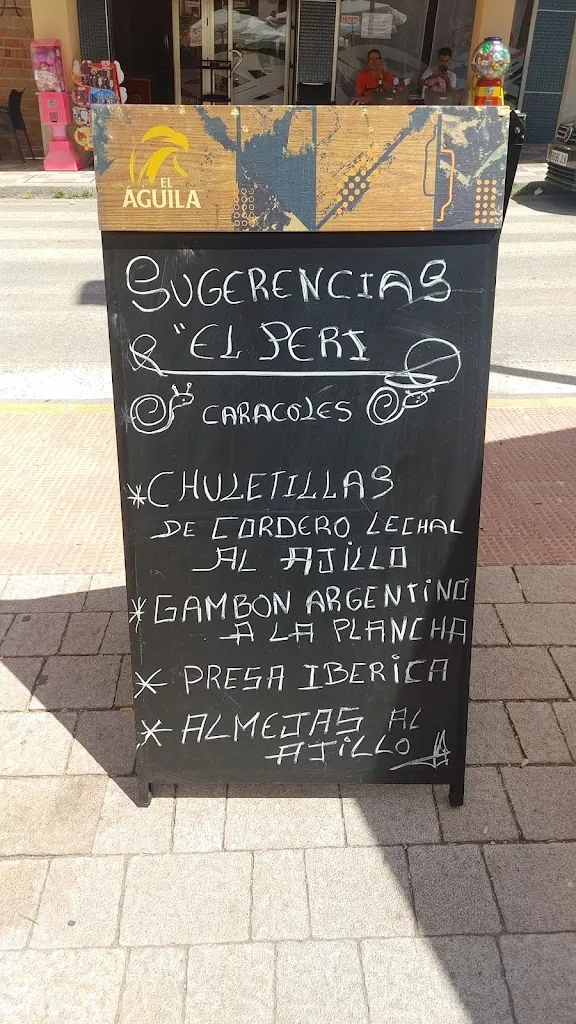 EL
ÁGUILA
SUGERENCIAS
"EL PERI
* CARACOLES
* CHULETILLAS
DE CORDERO LECHAL
AL AJILLO
* GAMBON ARGENTINO
A LA PLANCHA
* PRESA IBERICA
* ALMEJAS AL
AJILLO